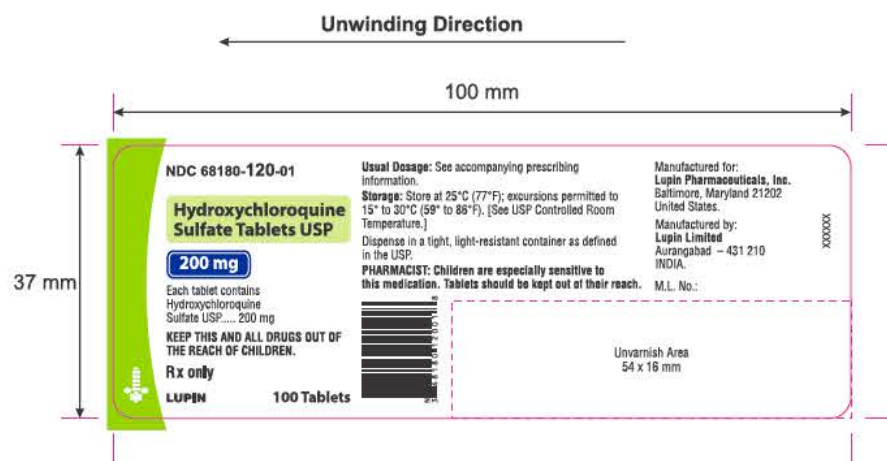 Unwinding Direction
100 mm
37 mm
NDC 68180-120-01
Hydroxychloroquine
Sulfate Tablets USP
200 mg
Each tablet contains
Hydroxychloroquine
Sulfate USP..... 200 mg
KEEP THIS AND ALL DRUGS OUT OF
THE REACH OF CHILDREN.
Rx only
LUPIN 100 Tablets
Usual Dosage: See accompanying prescribing
information.
Storage: Store at 25°C (77°F); excursions permitted to
15° to 30°C (59° to 86°F). [See USP Controlled Room
Temperature.]
Dispense in a tight, light-resistant container as defined
in the USP.
PHARMACIST: Children are especially sensitive to
this medication. Tablets should be kept out of their reach.
Manufactured for:
Lupin Pharmaceuticals, Inc.
Baltimore, Maryland 21202
United States.
Manufactured by:
Lupin Limited
Aurangabad – 431 210
INDIA.
M.L. No.:
XXXXXX
Unvarnish Area
54 x 16 mm